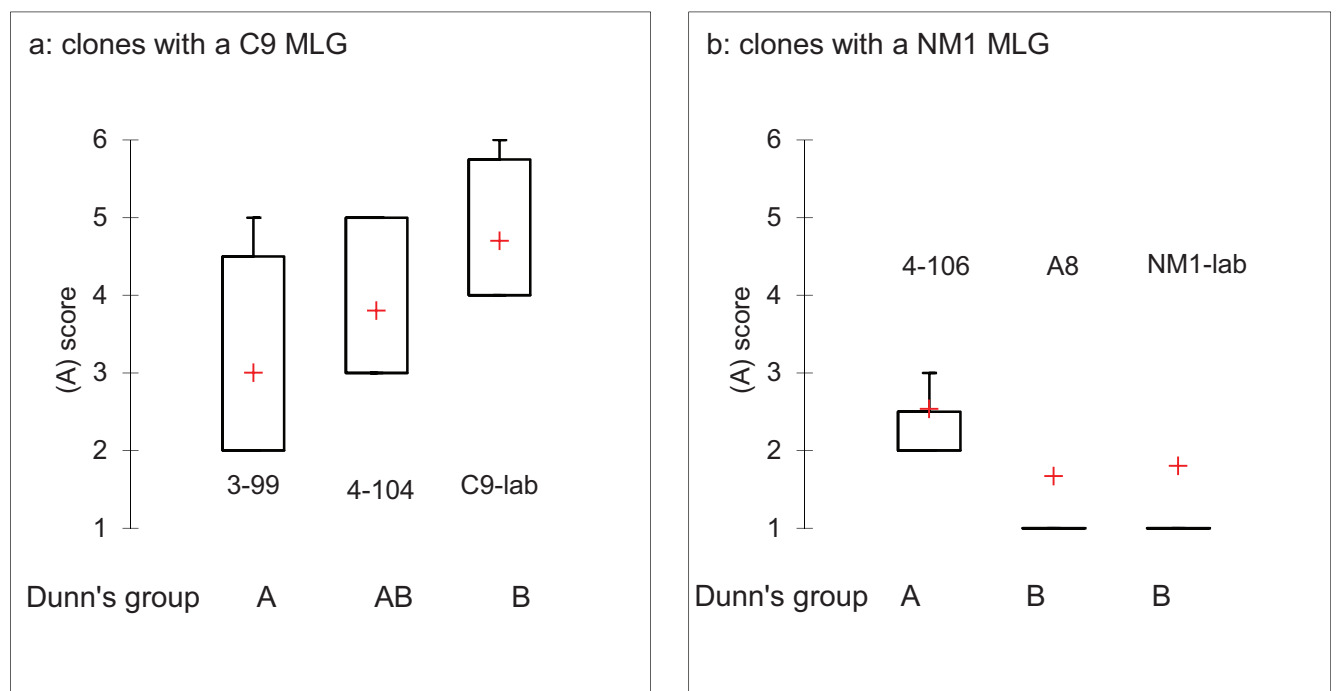 a: clones with a C9 MLG
6
5
4
3
2
1
(A) score
3-99
4-104
C9-lab
Dunn's group A AB B
b: clones with a NM1 MLG
6
5
4
3
2
1
(A) score
4-106
A8
NM1-lab
Dunn's group A B B